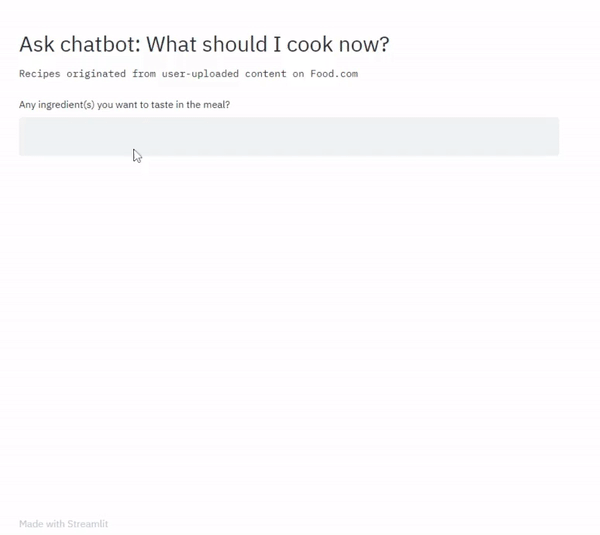 Ask chatbot: What should I cook now?
Recipes originated from user-uploaded content on Food.com
Any ingredient(s) you want to taste in the meal?
Made with Streamlit